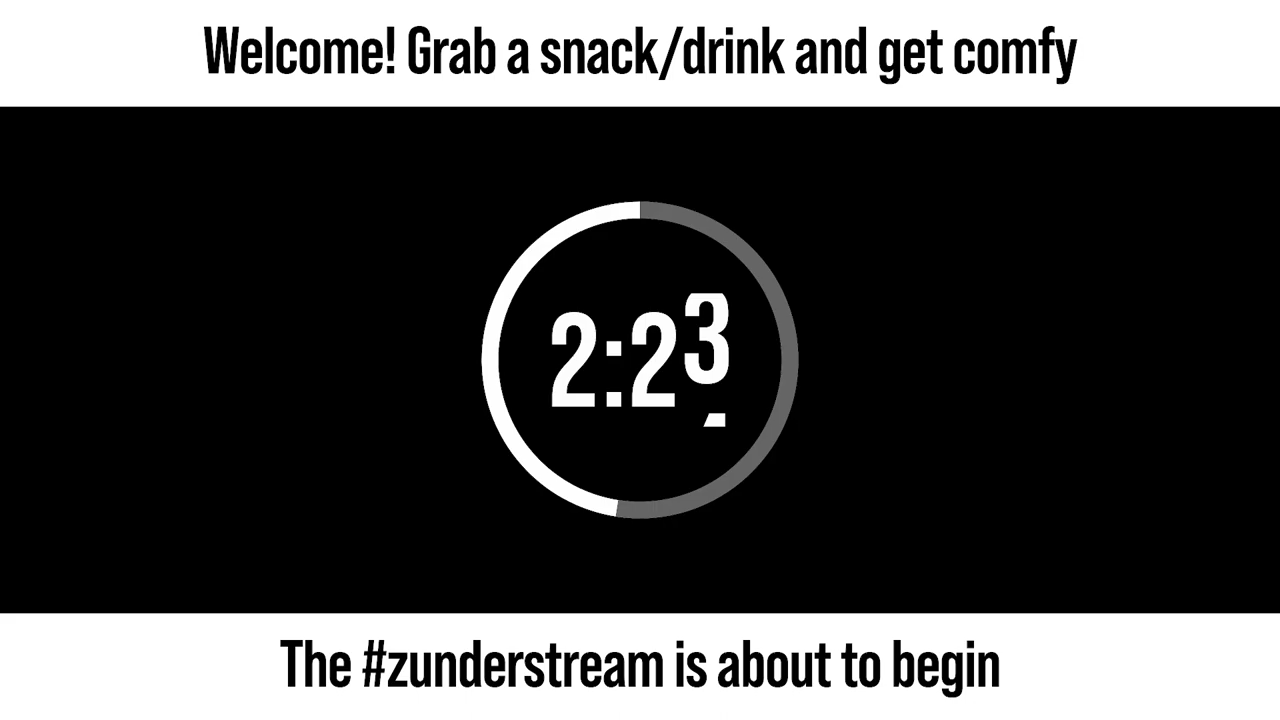 Welcome! Grab a snack/drink and get comfy
2:23
The #zunderstream is about to begin